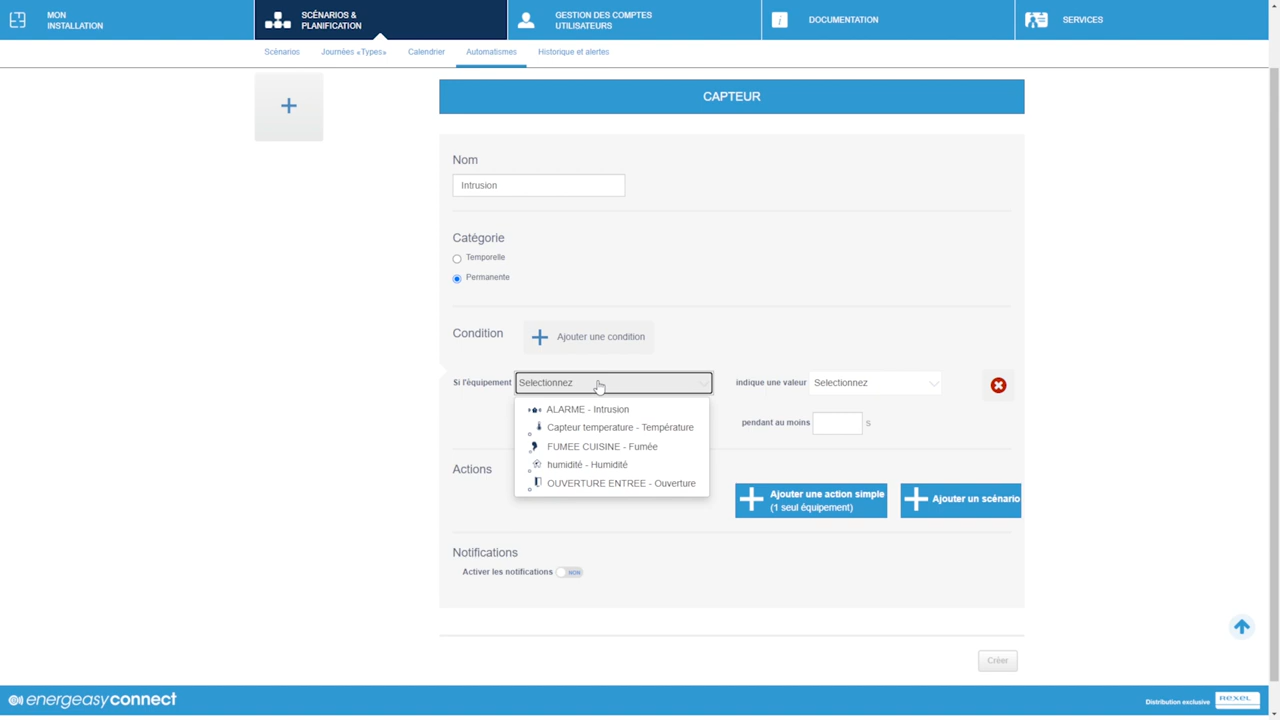 MON
INSTALLATION
SCÉNARIOS &
PLANIFICATION
GESTION DES COMPTES
UTILISATEURS
DOCUMENTATION
SERVICES
Scénarios
Journées «Types»
Calendrier
Automatismes
Historique et alertes
CAPTEUR
Nom
Intrusion
Catégorie
Temporelle
Permanente
Condition
Ajouter une condition
Si l'équipement
Selectionnez
indique une valeur
Selectionnez
ALARME - Intrusion
Capteur temperature - Température
FUMEE CUISINE - Fumée
humidité - Humidité
OUVERTURE ENTREE - Ouverture
pendant au moins
s
Actions
Ajouter une action simple
(1 seul équipement)
Ajouter un scénario
Notifications
Activer les notifications
NON
Créer
energeasyconnect
Distribution exclusive
REXEL